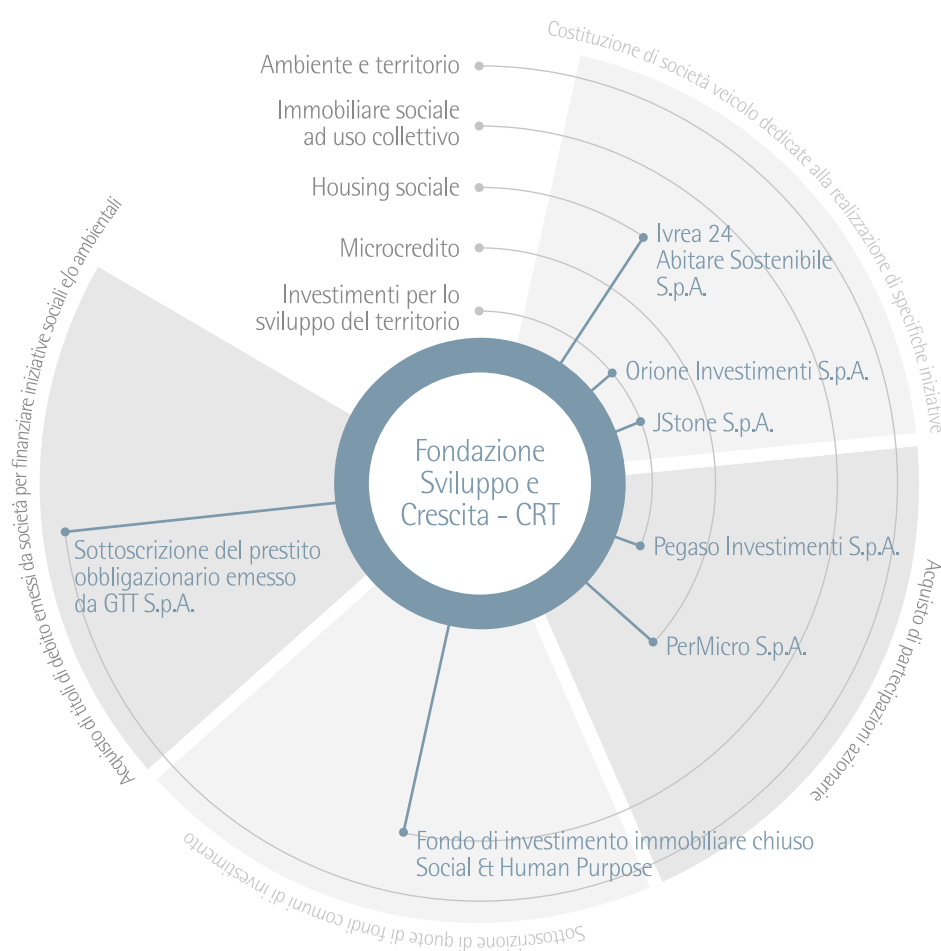 Costituzione di società veicolo dedicate alla realizzazione di specifiche iniziative
Ambiente e territorio
Immobiliare sociale
ad uso collettivo
Housing sociale
Microcredito
Investimenti per lo
sviluppo del territorio
Ivrea 24
Abitare Sostenibile
S.p.A.
Orione Investimenti S.p.A.
JStone S.p.A.
Fondazione
Sviluppo e
Crescita - CRT
Pegaso Investimenti S.p.A.
PerMicro S.p.A.
Acquisto di partecipazioni azionarie
Sottoscrizione del prestito
obbligazionario emesso
da GTT S.p.A.
Acquisto di titoli di debito emessi da società per finanziare iniziative sociali e/o ambientali
Fondo di investimento immobiliare chiuso
Social & Human Purpose
Sottoscrizione di quote di fondi comuni di investimento